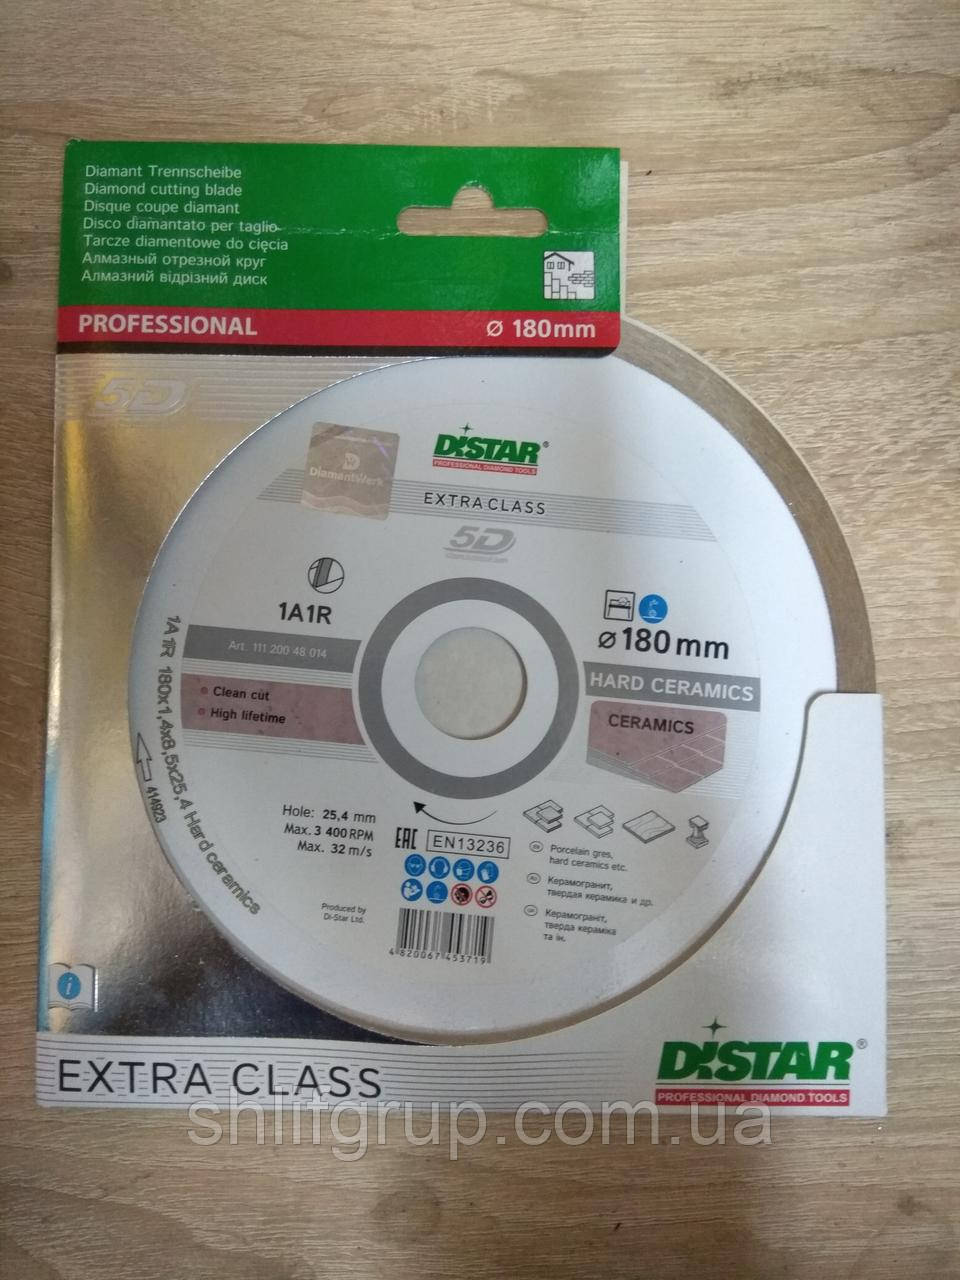 Diamant Trennscheibe
Diamond cutting blade
Disque coupe diamant
Disco diamantato per taglio
Tarcze diamentowe do cięcia
Алмазный отрезной круг
Алмазний відрізний диск
PROFESSIONAL
Ø 180mm
5D
DiamantsWerk
DiSTAR®
PROFESSIONAL DIAMOND TOOLS
EXTRA CLASS
5D
1A1R
Art. 111 200 48 014
Clean cut
High lifetime
Ø 180 mm
HARD CERAMICS
CERAMICS
1A1R 180x1,4x8,5x25,4 Hard ceramics
414923
Hole: 25,4 mm
Max. 3 400 RPM
Max. 32 m/s
EAC
EN13236
Porcelain gres,
hard ceramics etc.
Керамогранит,
твердая керамика и др.
Керамограніт,
тверда кераміка
та ін.
Produced by
Di-Star Ltd.
4 820067 453719
i
EXTRA CLASS
DiSTAR®
PROFESSIONAL DIAMOND TOOLS
shlifgrup.com.ua